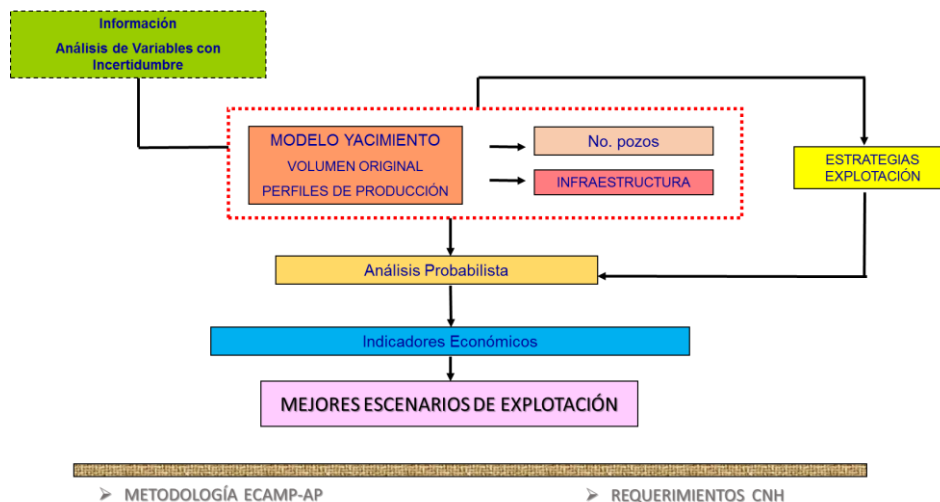 Información
Análisis de Variables con
Incertidumbre
MODELO YACIMIENTO
VOLUMEN ORIGINAL
PERFILES DE PRODUCCIÓN
No. pozos
INFRAESTRUCTURA
ESTRATEGIAS
EXPLOTACIÓN
Análisis Probabilista
Indicadores Económicos
MEJORES ESCENARIOS DE EXPLOTACIÓN
➢ METODOLOGÍA ECAMP-AP
➢ REQUERIMIENTOS CNH